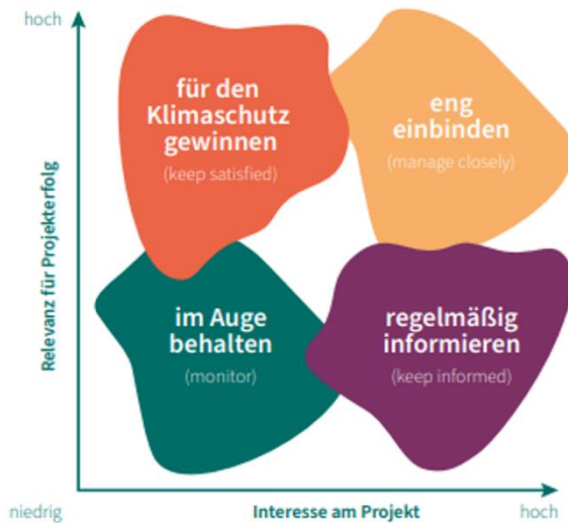 hoch
für den
Klimaschutz
gewinnen
(keep satisfied)
eng
einbinden
(manage closely)
Relevanz für Projekterfolg
im Auge
behalten
(monitor)
regelmäßig
informieren
(keep informed)
niedrig
Interesse am Projekt
hoch